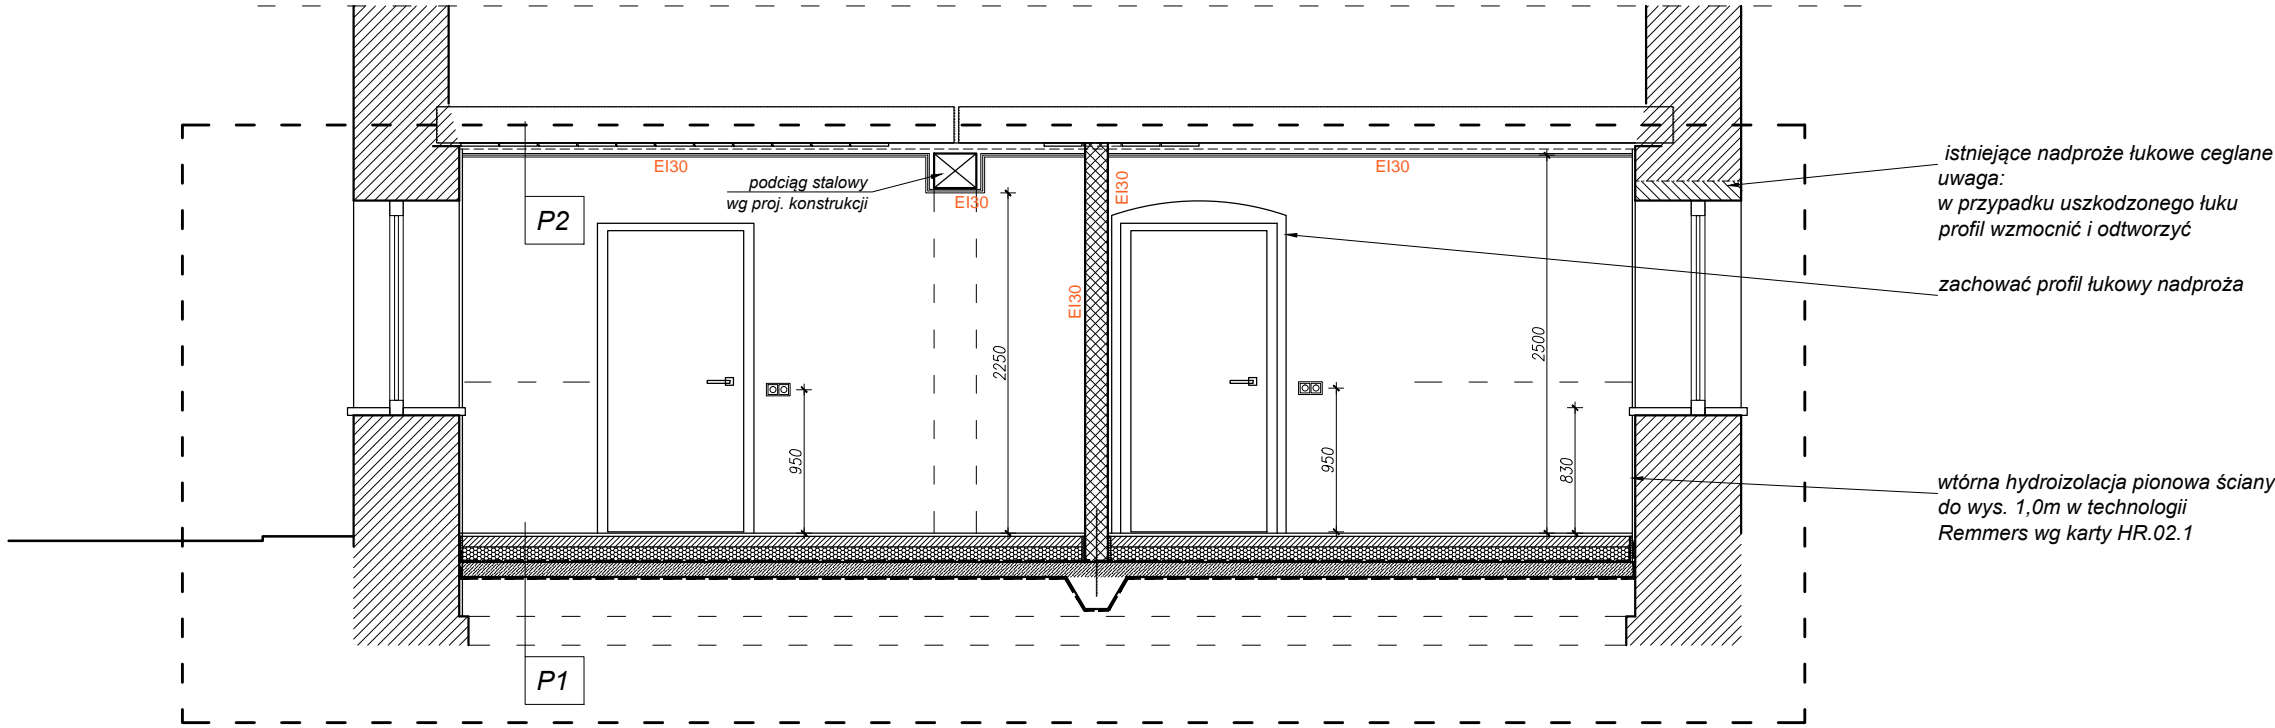 istniejące nadproże łukowe ceglane
uwaga:
w przypadku uszkodzonego łuku
profil wzmocnić i odtworzyć
zachować profil łukowy nadproża
wtórna hydroizolacja pionowa ściany
do wys. 1,0m w technologii
Remmers wg karty HR.02.1
EI30
podciąg stalowy
wg proj. konstrukcji
EI30
EI30
EI30
EI30
P2
2250
2500
950
950
830
P1